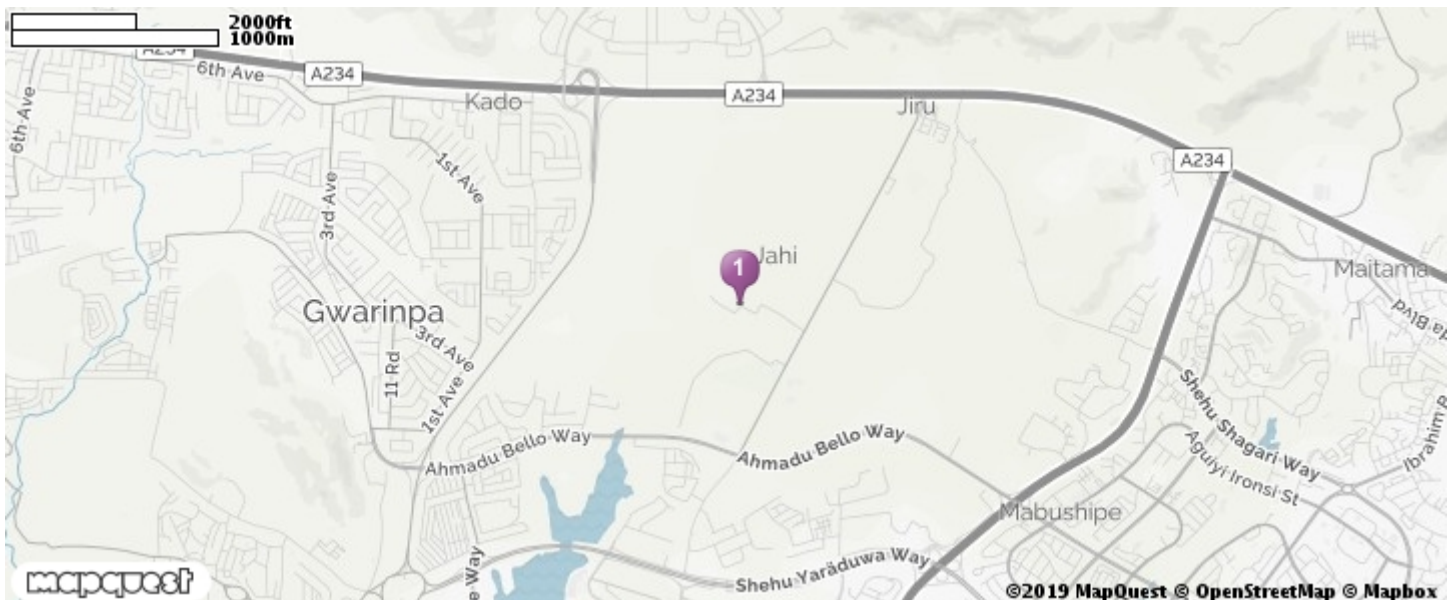 2000ft
1000m
A234
6th Ave
A234
Kado
A234
Jiru
6th Ave
1st Ave
A234
3rd Ave
Jahi
1
Maitama
Gwarinpa
3rd Ave
11 Rd
1st Ave
Shehu Shagari Way
Ahmadu Bello Way
Ahmadu Bello Way
Aguiyi Ironsi St
Mabushipe
Shehu Yaräduwa Way
mapquest
©2019 MapQuest © OpenStreetMap © Mapbox